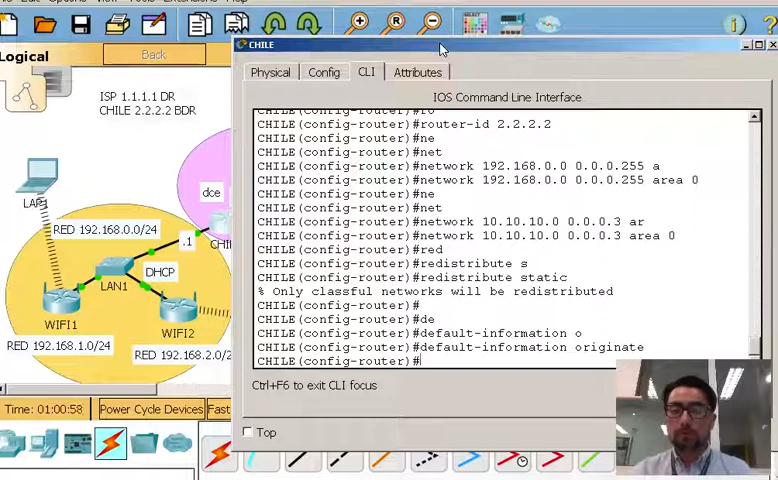 Logical
Back
ISP 1.1.1.1 DR
CHILE 2.2.2.2 BDR
dce
LAP1
RED 192.168.0.0/24
.1
DHCP
LAN1
WIFI1
WIFI2
RED 192.168.1.0/24
RED 192.168.2.0/
Time: 01:00:58
Power Cycle Devices
CHILE
Physical
Config
CLI
Attributes
IOS Command Line Interface
CHILE(config-router)#router-id 2.2.2.2
CHILE(config-router)#ne
CHILE(config-router)#net
CHILE(config-router)#network 192.168.0.0 0.0.0.255 a
CHILE(config-router)#network 192.168.0.0 0.0.0.255 area 0
CHILE(config-router)#ne
CHILE(config-router)#net
CHILE(config-router)#network 10.10.10.0 0.0.0.3 ar
CHILE(config-router)#network 10.10.10.0 0.0.0.3 area 0
CHILE(config-router)#red
CHILE(config-router)#redistribute s
CHILE(config-router)#redistribute static
% Only classful networks will be redistributed
CHILE(config-router)#
CHILE(config-router)#de
CHILE(config-router)#default-information o
CHILE(config-router)#default-information originate
CHILE(config-router)#
Ctrl+F6 to exit CLI focus
Top